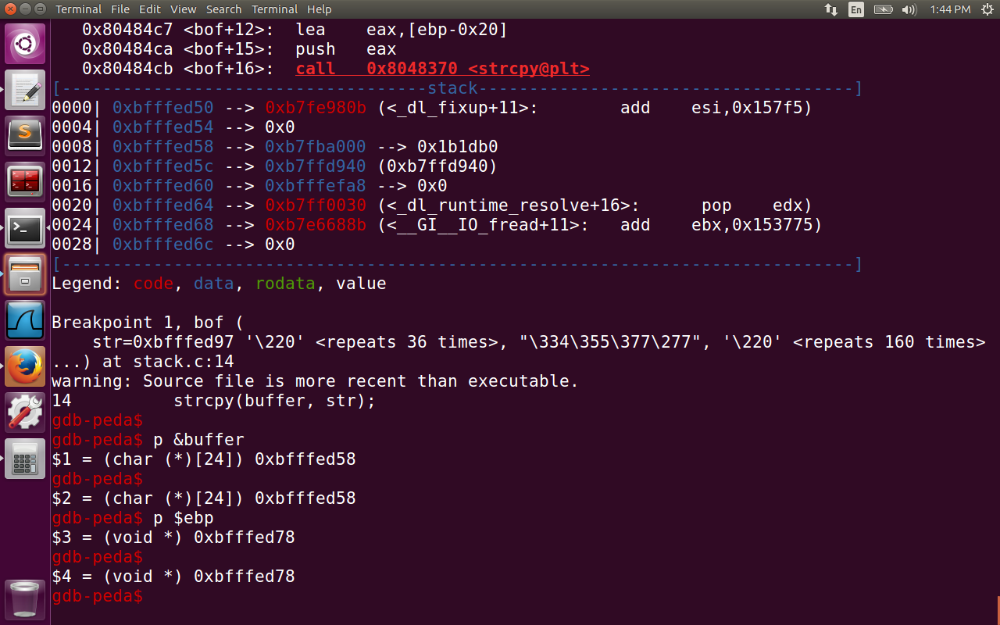 Terminal File Edit View Search Terminal Help En 1:44 PM
0x80484c7 <bof+12>: lea eax,[ebp-0x20]
0x80484ca <bof+15>: push eax
0x80484cb <bof+16>: call 0x8048370 <strcpy@plt>
[------------------------------------stack-------------------------------------]
0000| 0xbfffed50 --> 0xb7fe980b (<_dl_fixup+11>: add esi,0x157f5)
0004| 0xbfffed54 --> 0x0
0008| 0xbfffed58 --> 0xb7fba000 --> 0x1b1db0
0012| 0xbfffed5c --> 0xb7ffd940 (0xb7ffd940)
0016| 0xbfffed60 --> 0xbfffefa8 --> 0x0
0020| 0xbfffed64 --> 0xb7ff0030 (<_dl_runtime_resolve+16>: pop edx)
0024| 0xbfffed68 --> 0xb7e6688b (<__GI__IO_fread+11>: add ebx,0x153775)
0028| 0xbfffed6c --> 0x0
[------------------------------------------------------------------------------]
Legend: code, data, rodata, value
Breakpoint 1, bof (
str=0xbfffed97 '\220' <repeats 36 times>, "\334\355\377\277", '\220' <repeats 160 times>
...) at stack.c:14
warning: Source file is more recent than executable.
14 strcpy(buffer, str);
gdb-peda$
gdb-peda$ p &buffer
$1 = (char (*)[24]) 0xbfffed58
gdb-peda$
$2 = (char (*)[24]) 0xbfffed58
gdb-peda$ p $ebp
$3 = (void *) 0xbfffed78
gdb-peda$
$4 = (void *) 0xbfffed78
gdb-peda$